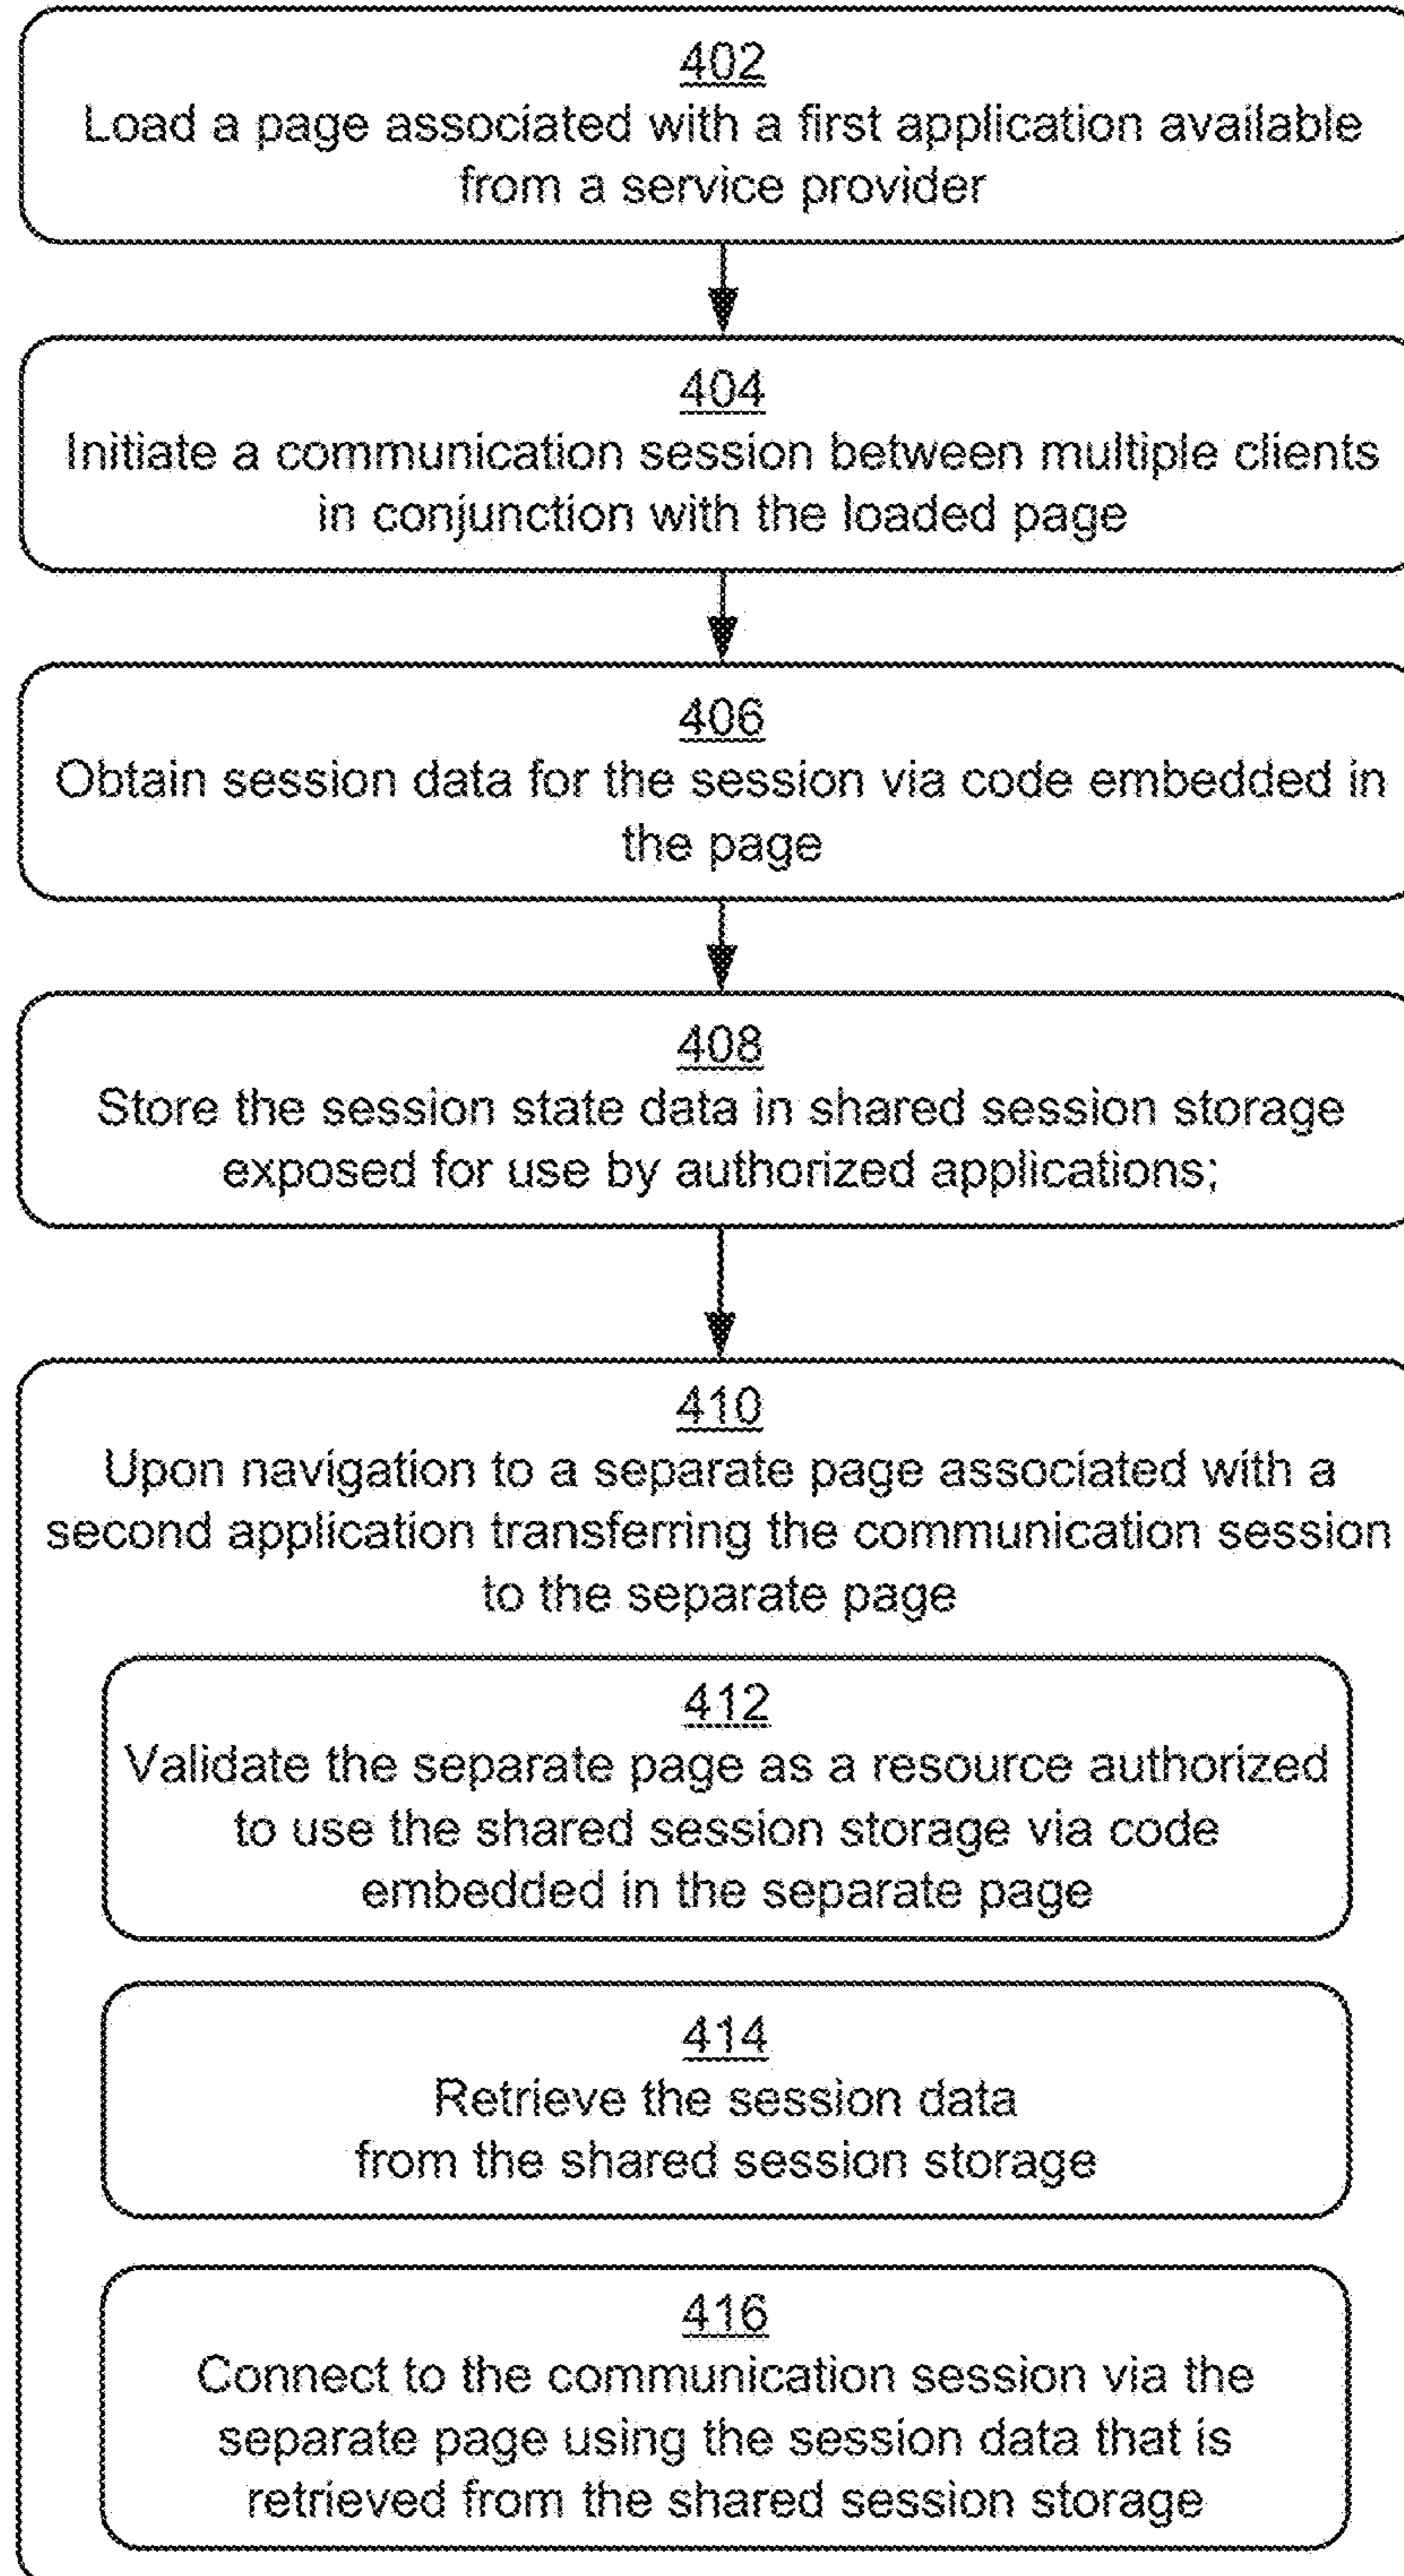 402
Load a page associated with a first application available
from a service provider
404
Initiate a communication session between multiple clients
in conjunction with the loaded page
406
Obtain session data for the session via code embedded in
the page
408
Store the session state data in shared session storage
exposed for use by authorized applications;
410
Upon navigation to a separate page associated with a
second application transferring the communication session
to the separate page
412
Validate the separate page as a resource authorized
to use the shared session storage via code
embedded in the separate page
414
Retrieve the session data
from the shared session storage
416
Connect to the communication session via the
separate page using the session data that is
retrieved from the shared session storage